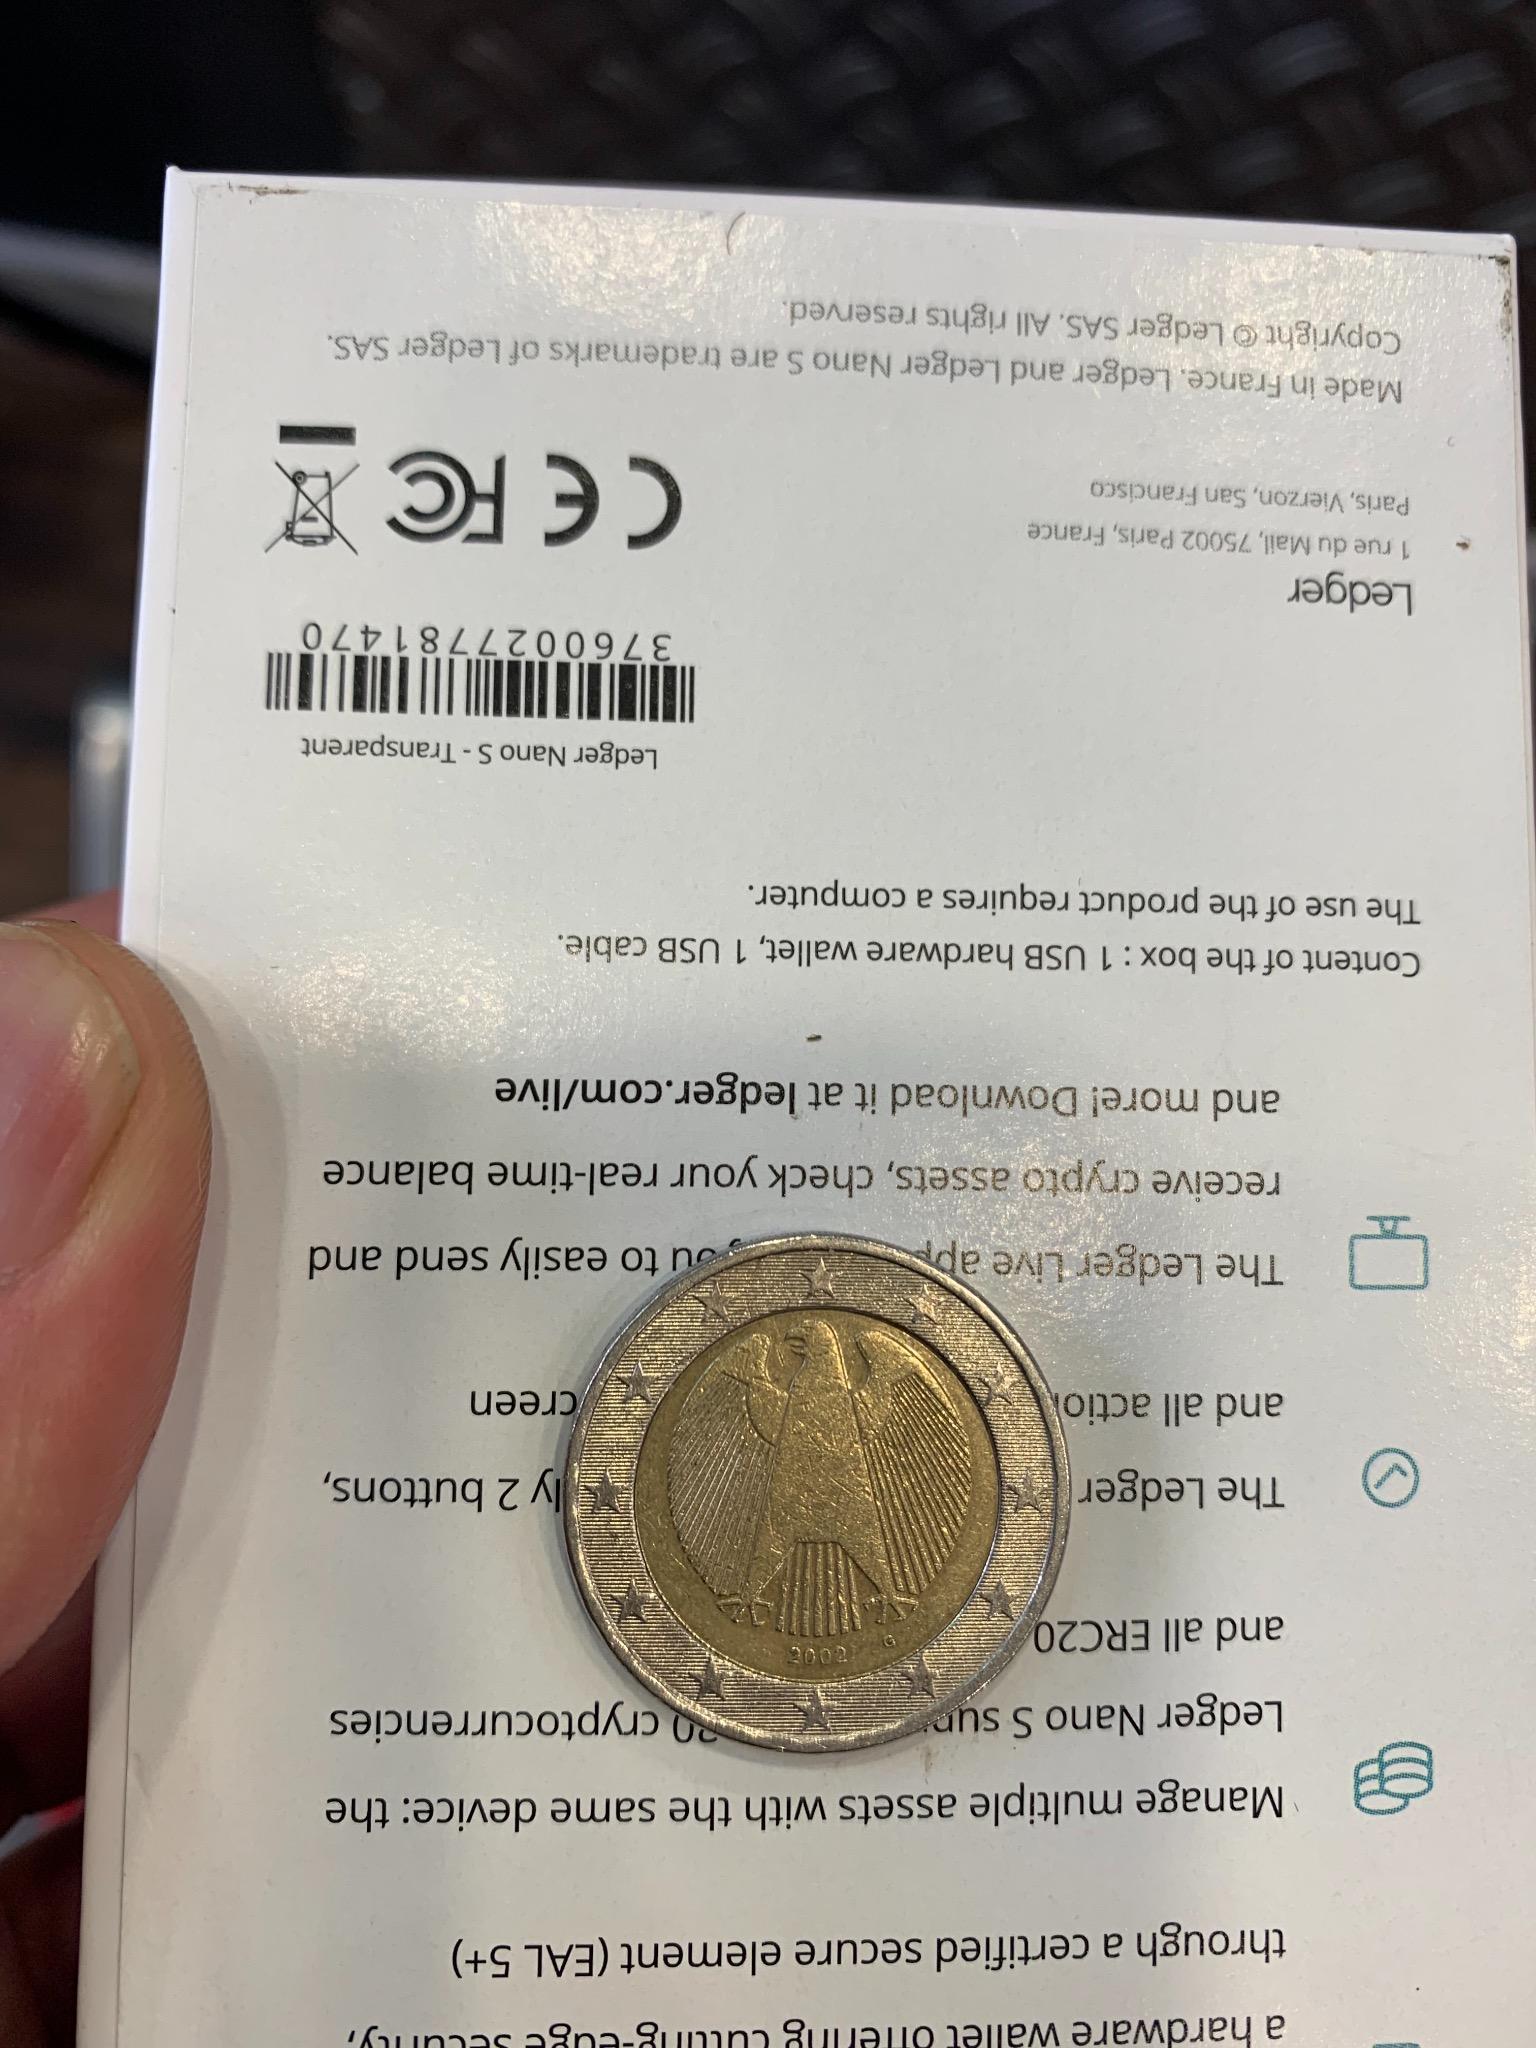 a hardware wallet offering cutting-edge security,
through a certified secure element (EAL 5+)
Manage multiple assets with the same device: the
Ledger Nano S 20 cryptocurrencies
and all ERC20
The Ledger 2 buttons,
and all
The Ledger Live to easily send and
receive crypto assets, check your real-time balance
and more! Download it at ledger.com/live
Content of the box : 1 USB hardware wallet, 1 USB cable.
The use of the product requires a computer.
Ledger Nano S - Transparent
3760027781470
Ledger
1 rue du Mail, 75002 Paris, France
Paris, Vierzon, San Francisco
CE FC
Made in France. Ledger and Ledger Nano S are trademarks of Ledger SAS.
Copyright © Ledger SAS. All rights reserved.
2002 G